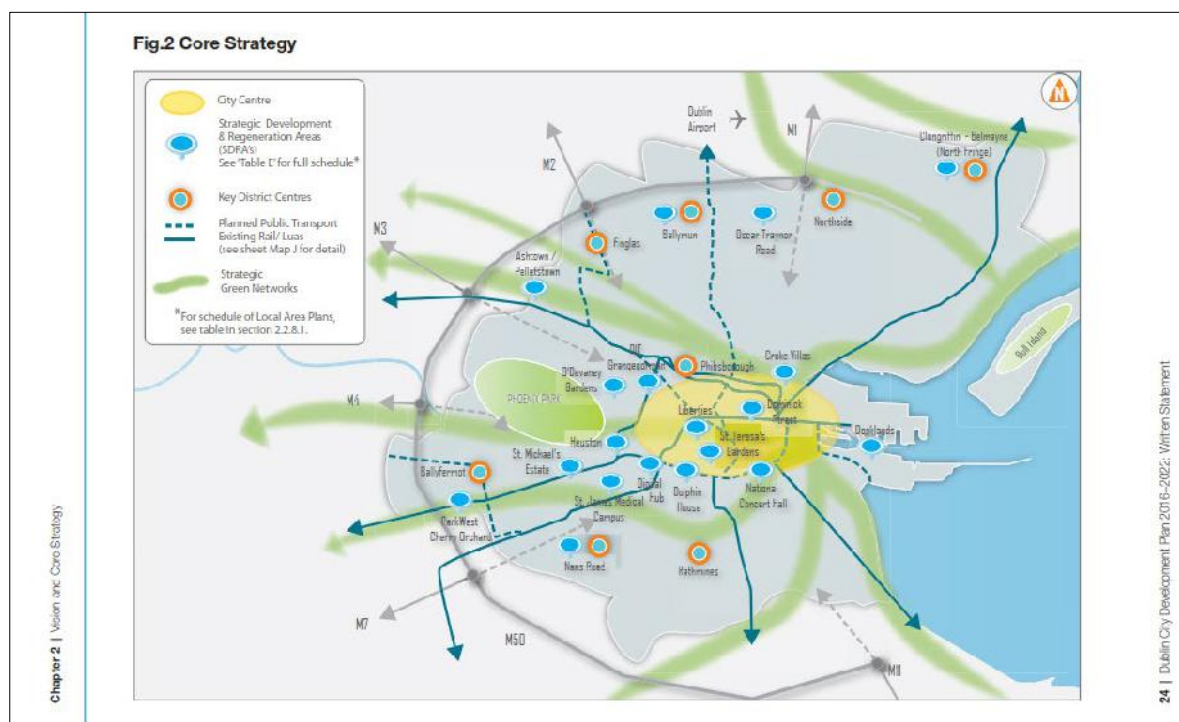 Fig.2 Core Strategy
City Centre
Strategic Development
& Regeneration Areas
(SDRA's)
See 'Table E' for full schedule*
Key District Centres
Planned Public Transport
Existing Rail/ Luas
(see sheet Map J for detail)
Strategic
Green Networks
*For schedule of Local Area Plans,
see table in section 2.2.8.1.
N
Dublin
Airport
M1
M2
M3
Clongriffin - Belmayne
(North Fringe)
Ballymun
Oscar Traynor
Road
Northside
Finglas
Ashtown /
Pelletstown
Bull Island
Grangegorman
Phibsborough
Croke Villas
O'Devaney
Gardens
PHOENIX PARK
M4
Liberties
Dominick
Street
Docklands
Heuston
St. Teresa's
Gardens
St. Michael's
Estate
Ballyfermot
Digital
Hub
Dolphin
House
National
Concert Hall
St. James Medical
Campus
ParkWest
Cherry Orchard
Naas Road
Rathmines
M7
M50
M11
Chapter 2 | Vision and Core Strategy
24 | Dublin City Development Plan 2016-2022: Written Statement